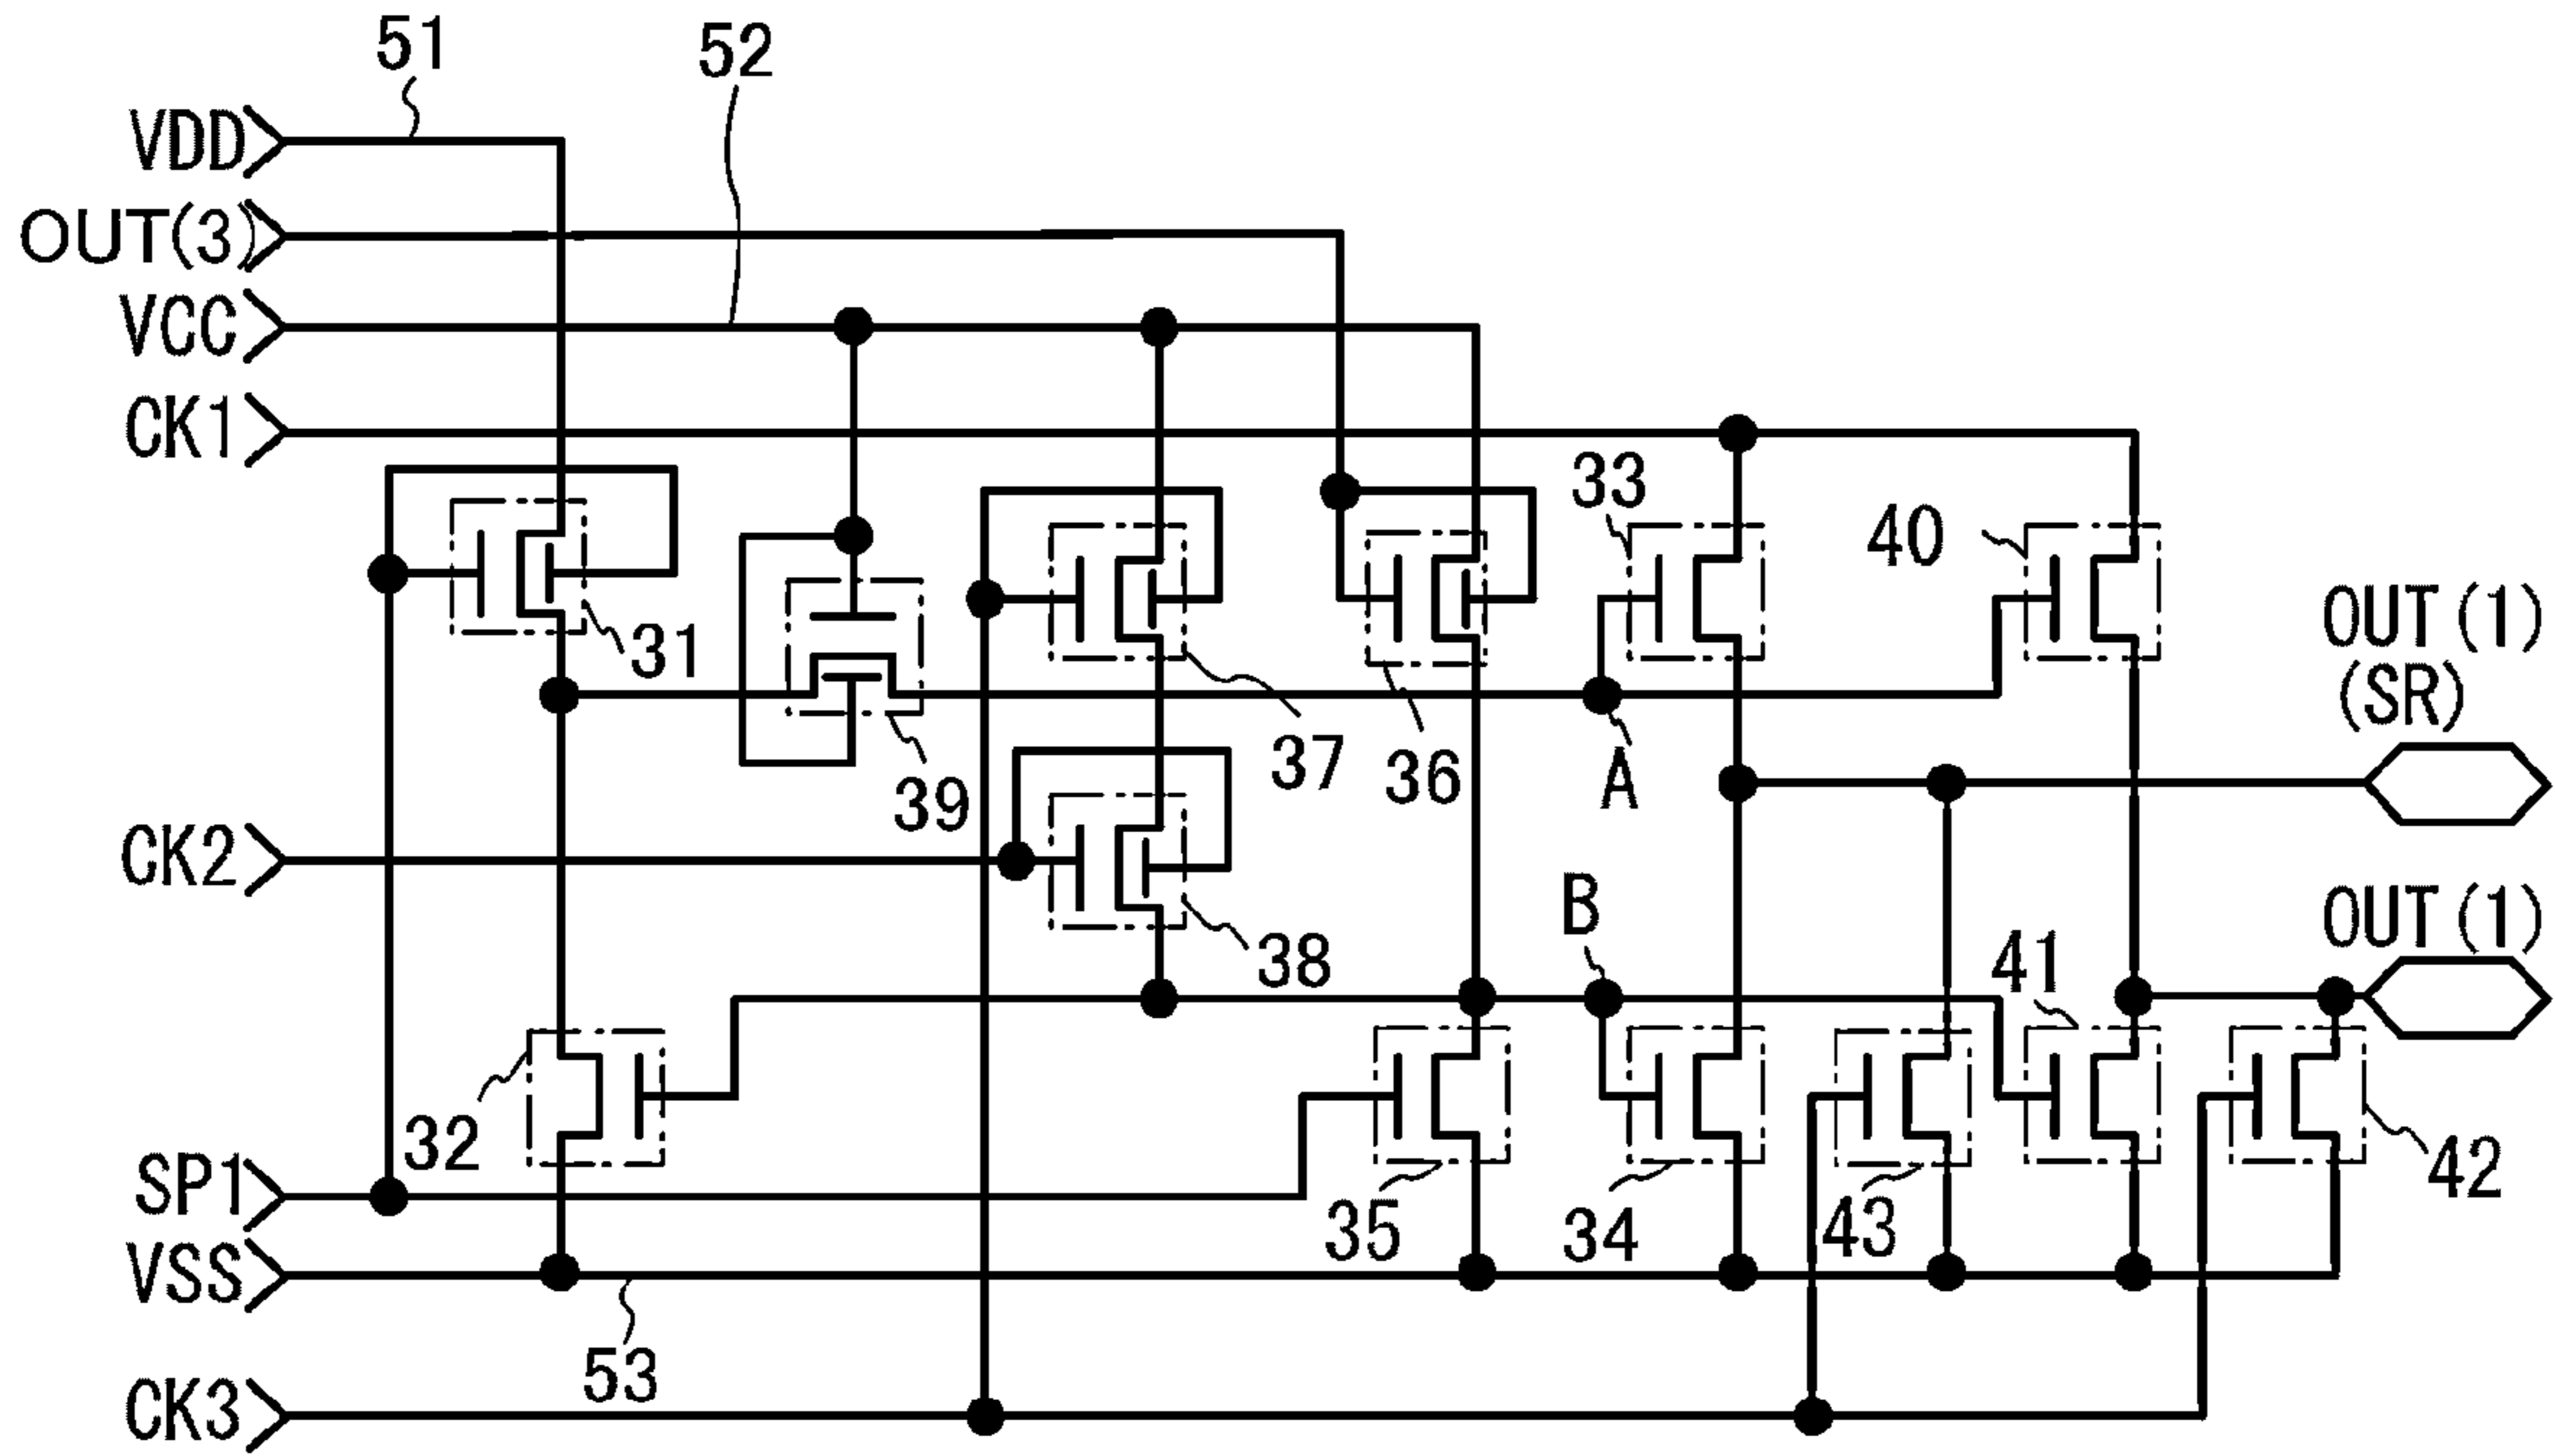 51
52
VDD
OUT(3)
VCC
CK1
33
40
31
OUT(1)
(SR)
37
36
A
39
CK2
B
OUT(1)
38
41
32
SP1
35
34
43
42
VSS
53
CK3